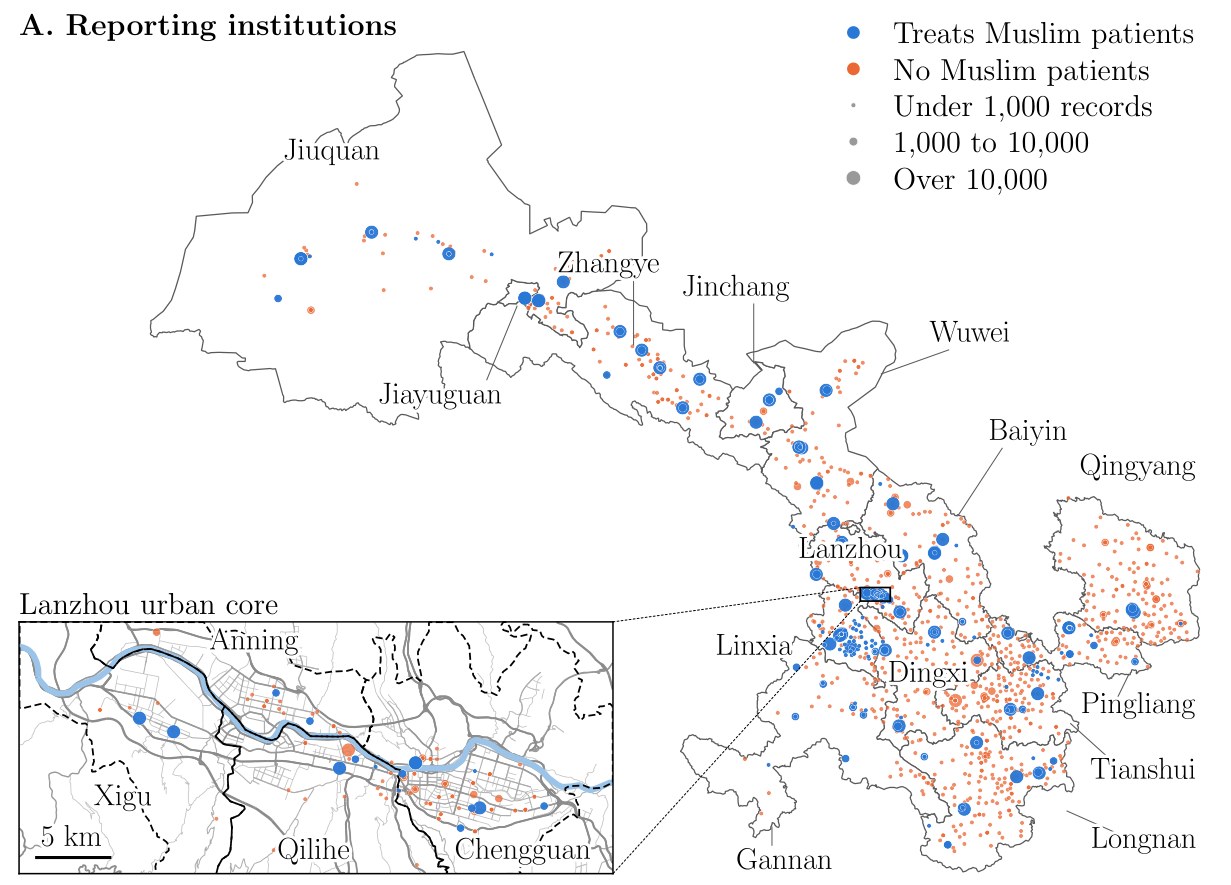 A. Reporting institutions
Treats Muslim patients
No Muslim patients
Under 1,000 records
1,000 to 10,000
Over 10,000
Jiuquan
Zhangye
Jinchang
Wuwei
Jiayuguan
Baiyin
Qingyang
Lanzhou
Lanzhou urban core
Anning
Linxia
Dingxi
Pingliang
Tianshui
Xigu
5 km
Qilihe
Chengguan
Gannan
Longnan